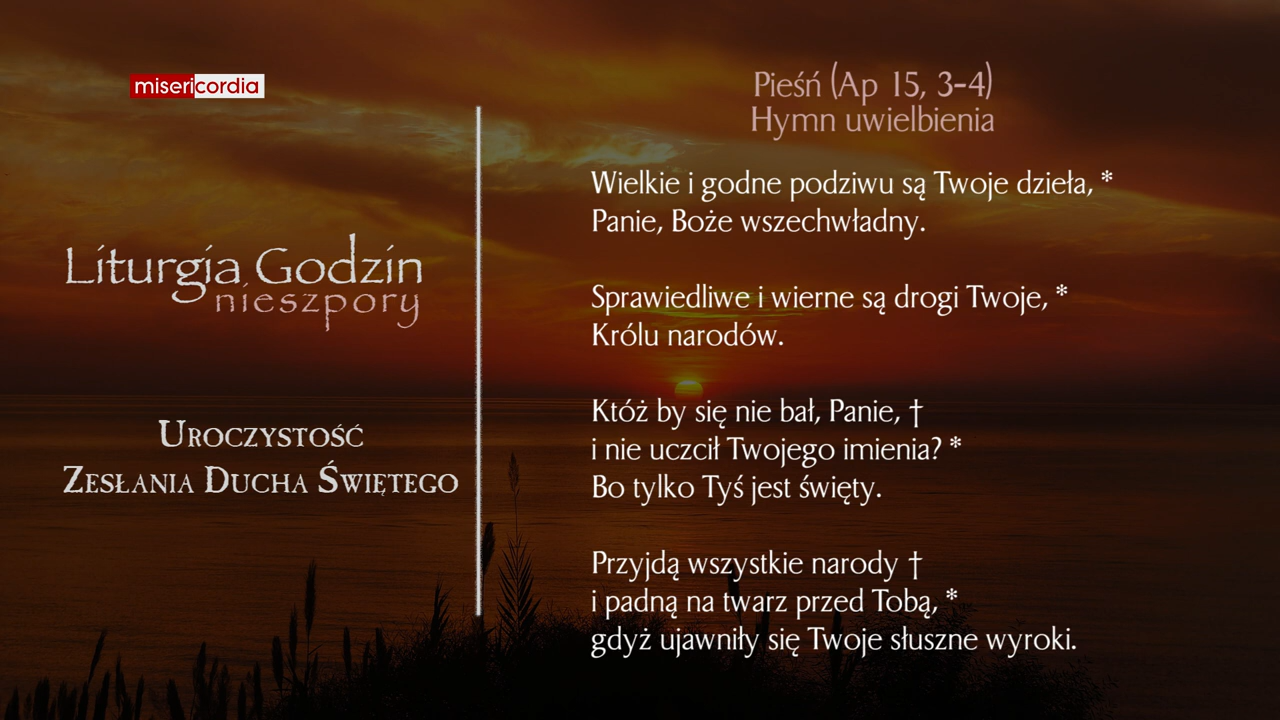 misericordia
Liturgia Godzin
nieszpory
Uroczystość
Zesłania Ducha Świętego
Pieśń (Ap 15, 3-4)
Hymn uwielbienia
Wielkie i godne podziwu są Twoje dzieła, *
Panie, Boże wszechwładny.
Sprawiedliwe i wierne są drogi Twoje, *
Królu narodów.
Któż by się nie bał, Panie, †
i nie uczcił Twojego imienia? *
Bo tylko Tyś jest święty.
Przyjdą wszystkie narody †
i padną na twarz przed Tobą, *
gdyż ujawniły się Twoje słuszne wyroki.